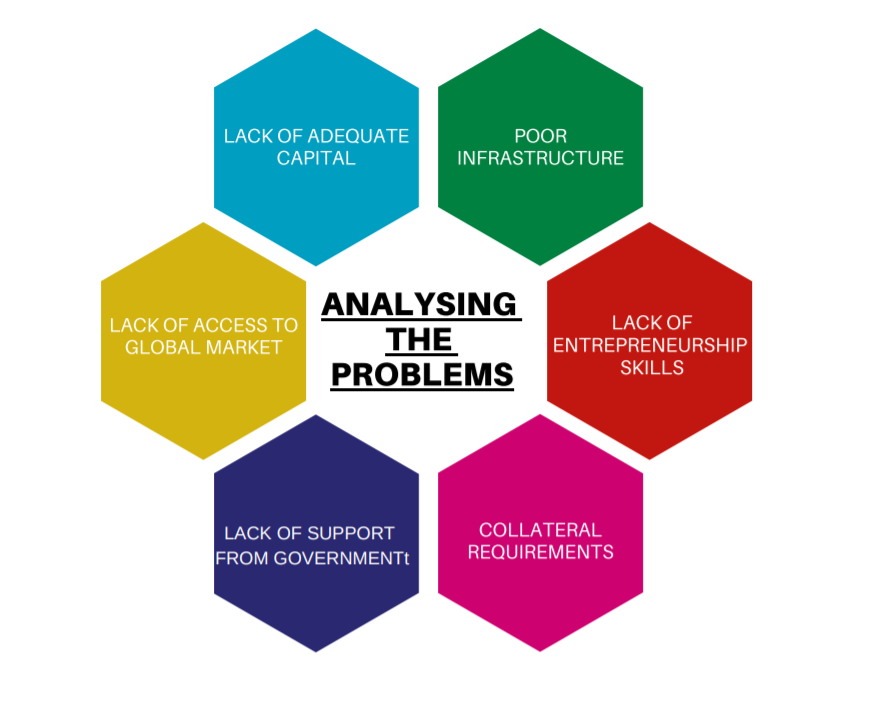 LACK OF ADEQUATE
CAPITAL
POOR
INFRASTRUCTURE
LACK OF ACCESS TO
GLOBAL MARKET
ANALYSING
THE
PROBLEMS
LACK OF
ENTREPRENEURSHIP
SKILLS
LACK OF SUPPORT
FROM GOVERNMENTt
COLLATERAL
REQUIREMENTS